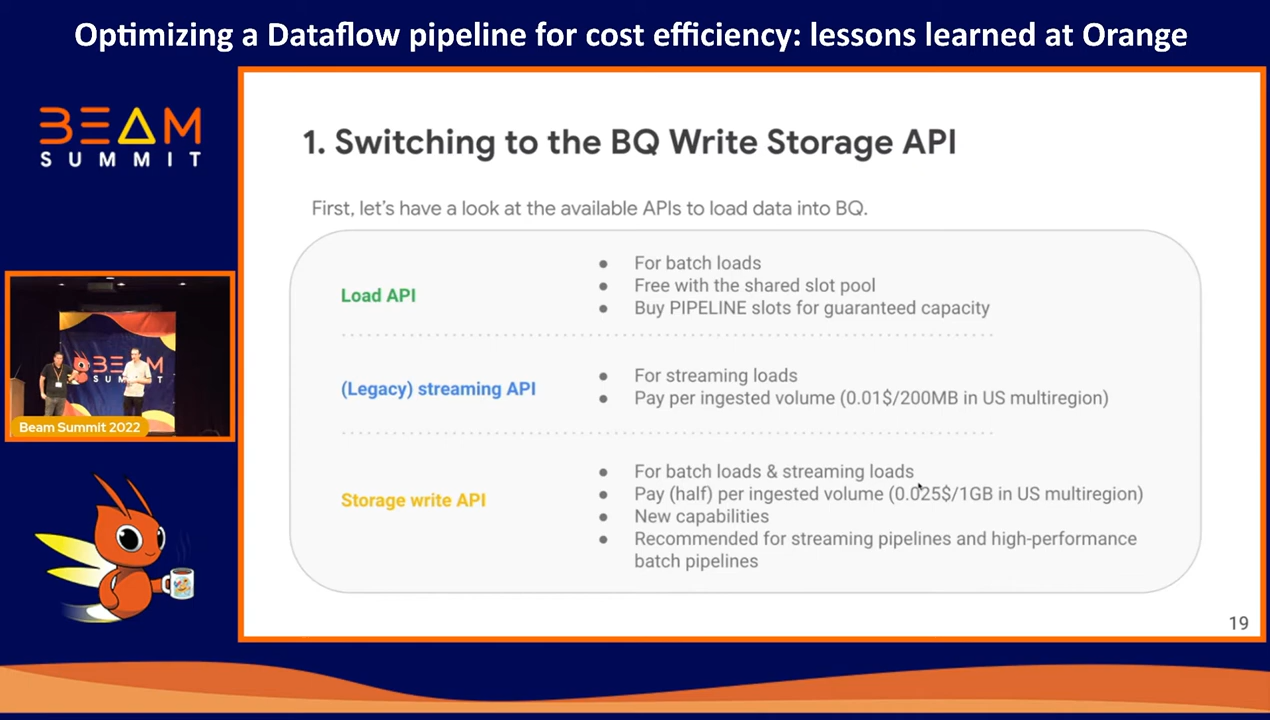 Optimizing a Dataflow pipeline for cost efficiency: lessons learned at Orange
BEAM
SUMMIT
1. Switching to the BQ Write Storage API
First, let's have a look at the available APIs to load data into BQ.
Load API
● For batch loads
● Free with the shared slot pool
● Buy PIPELINE slots for guaranteed capacity
(Legacy) streaming API
● For streaming loads
● Pay per ingested volume (0.01$/200MB in US multiregion)
Storage write API
● For batch loads & streaming loads
● Pay (half) per ingested volume (0.025$/1GB in US multiregion)
● New capabilities
● Recommended for streaming pipelines and high-performance
batch pipelines
BEAM
SUMMIT
Beam Summit 2022
19